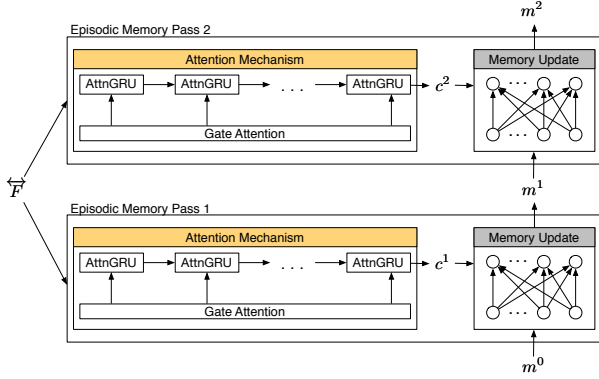 m²
Episodic Memory Pass 2
Attention Mechanism
Memory Update
AttnGRU AttnGRU . . . AttnGRU c² . . .
Gate Attention
. . .
F⃡
m¹
Episodic Memory Pass 1
Attention Mechanism
Memory Update
AttnGRU AttnGRU . . . AttnGRU c¹ . . .
Gate Attention
. . .
m⁰